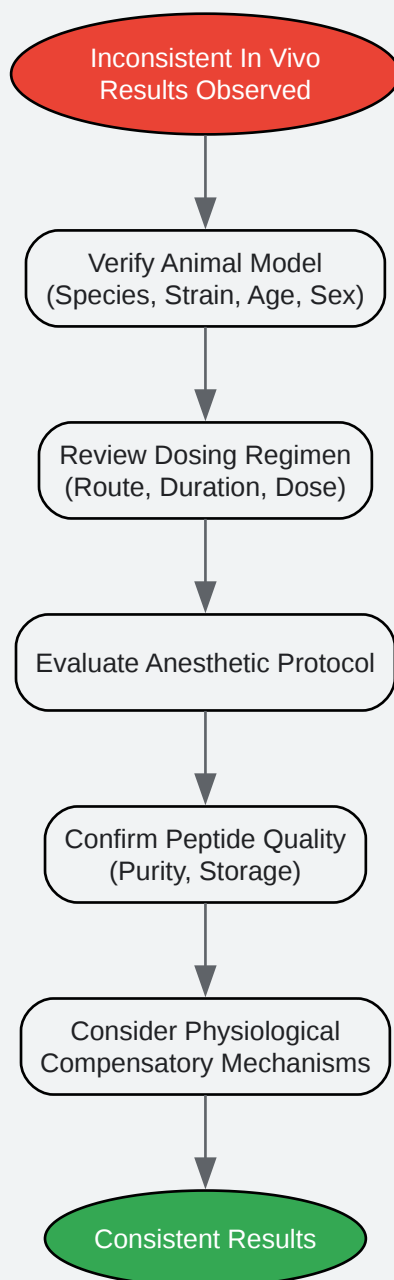 Inconsistent In Vivo
Results Observed
Verify Animal Model
(Species, Strain, Age, Sex)
Review Dosing Regimen
(Route, Duration, Dose)
Evaluate Anesthetic Protocol
Confirm Peptide Quality
(Purity, Storage)
Consider Physiological
Compensatory Mechanisms
Consistent Results